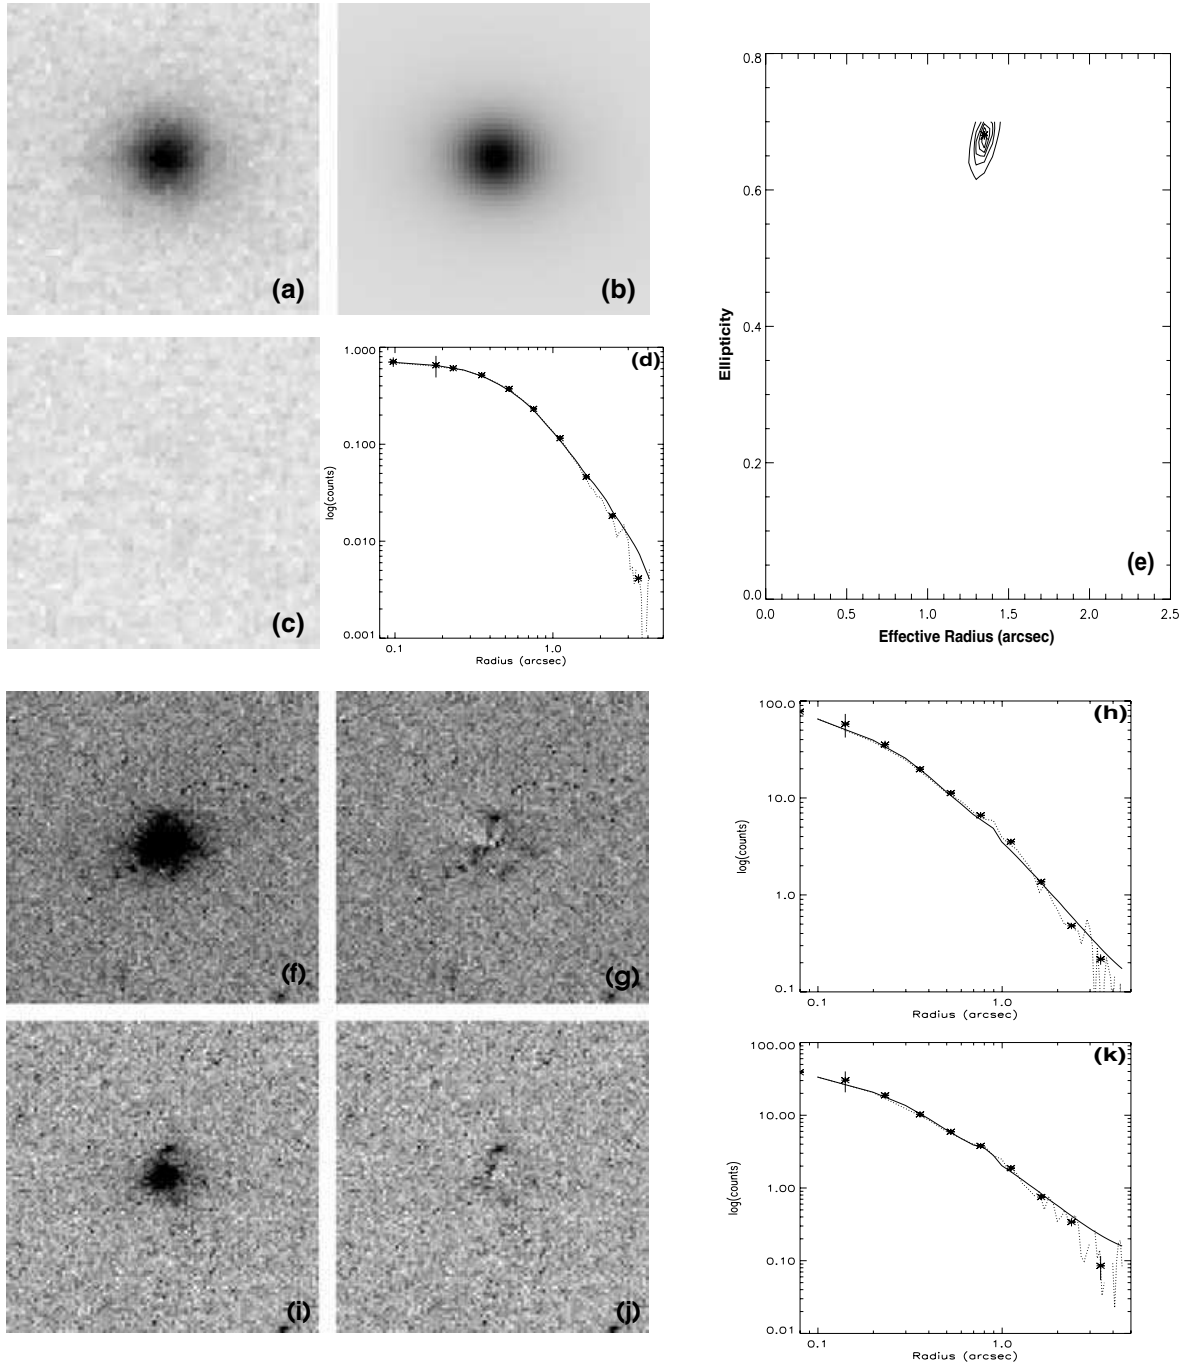 (a)
(b)
(c)
(d)
1.000
0.100
0.010
0.001
log(counts)
0.1
1.0
Radius (arcsec)
(e)
0.8
0.6
0.4
0.2
0.0
Ellipticity
0.0
0.5
1.0
1.5
2.0
2.5
Effective Radius (arcsec)
(f)
(g)
(h)
100.0
10.0
1.0
0.1
log(counts)
0.1
1.0
Radius (arcsec)
(i)
(j)
(k)
100.00
10.00
1.00
0.10
0.01
log(counts)
0.1
1.0
Radius (arcsec)